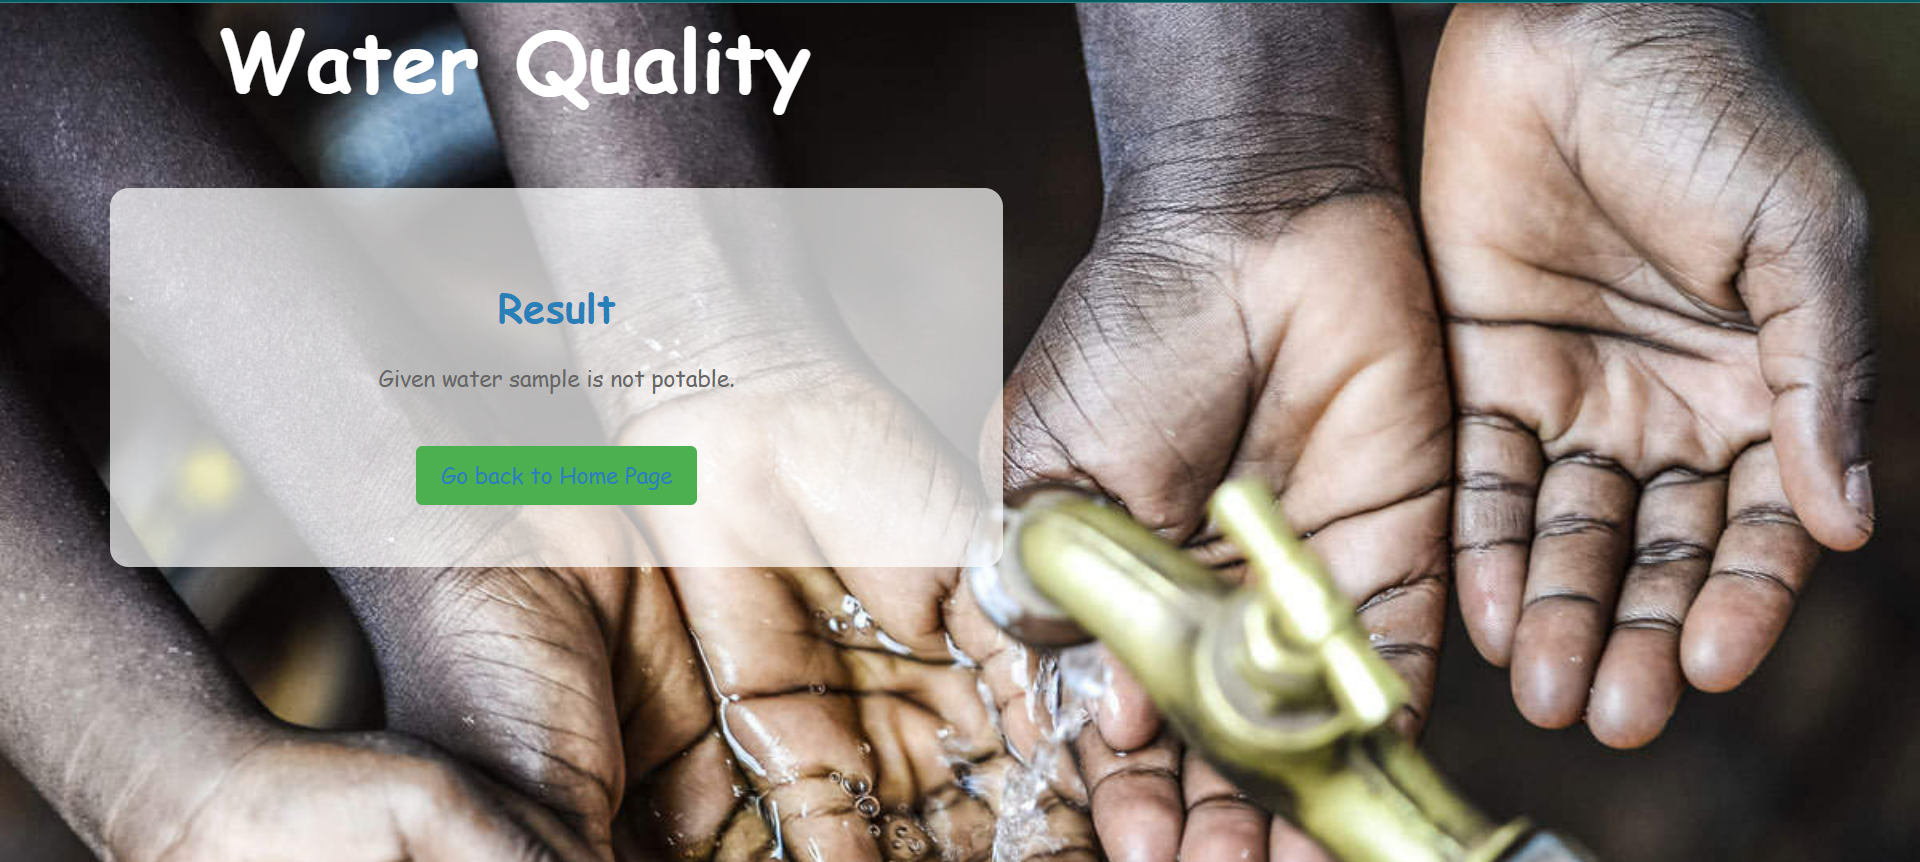 Water Quality
Result
Given water sample is not potable.
Go back to Home Page